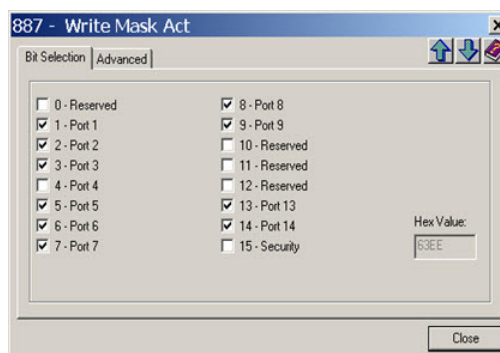 887 - Write Mask Act
Bit Selection
Advanced
0 - Reserved
1 - Port 1
2 - Port 2
3 - Port 3
4 - Port 4
5 - Port 5
6 - Port 6
7 - Port 7
8 - Port 8
9 - Port 9
10 - Reserved
11 - Reserved
12 - Reserved
13 - Port 13
14 - Port 14
15 - Security
Hex Value:
63EE
Close